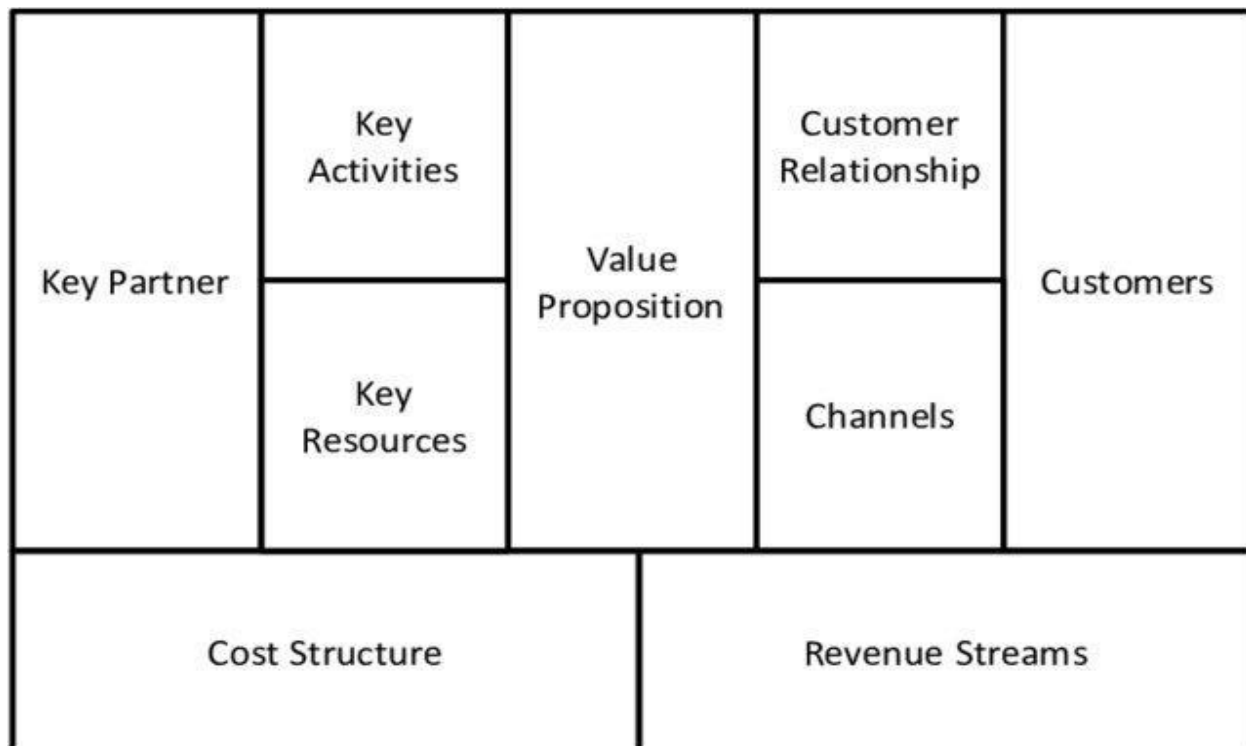 Key Partner
Key
Activities
Key
Resources
Value
Proposition
Customer
Relationship
Channels
Customers
Cost Structure
Revenue Streams